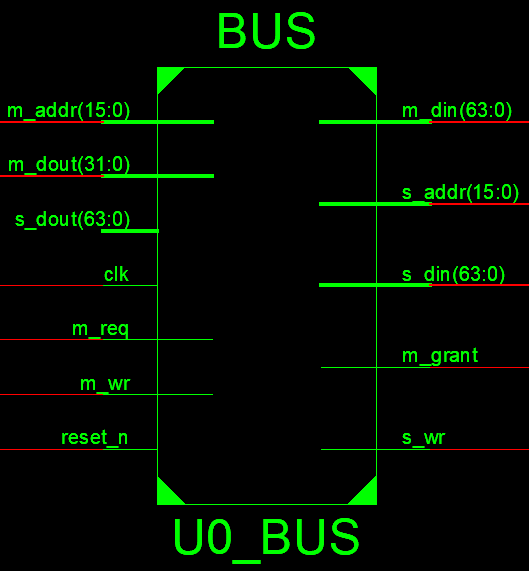 BUS
m_addr(15:0)
m_dout(31:0)
s_dout(63:0)
clk
m_req
m_wr
reset_n
m_din(63:0)
s_addr(15:0)
s_din(63:0)
m_grant
s_wr
U0_BUS